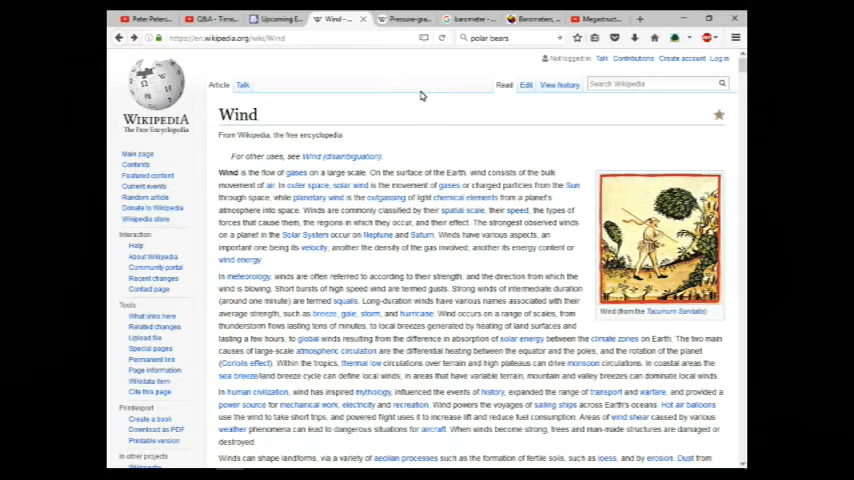 Peter Peters... Q&A - Time... Upcoming E... Wind - ... Pressure-gra... barometer - ... Barometers, ... Megastruct...
https://en.wikipedia.org/wiki/Wind polar bears
Not logged in Talk Contributions Create account Log in
Article Talk Read Edit View history Search Wikipedia
WIKIPEDIA
The Free Encyclopedia
Main page
Contents
Featured content
Current events
Random article
Donate to Wikipedia
Wikipedia store
Interaction
Help
About Wikipedia
Community portal
Recent changes
Contact page
Tools
What links here
Related changes
Upload file
Special pages
Permanent link
Page information
Wikidata item
Cite this page
Print/export
Create a book
Download as PDF
Printable version
In other projects
Wind
From Wikipedia, the free encyclopedia
For other uses, see Wind (disambiguation).
Wind is the flow of gases on a large scale. On the surface of the Earth, wind consists of the bulk
movement of air. In outer space, solar wind is the movement of gases or charged particles from the Sun
through space, while planetary wind is the outgassing of light chemical elements from a planet's
atmosphere into space. Winds are commonly classified by their spatial scale, their speed, the types of
forces that cause them, the regions in which they occur, and their effect. The strongest observed winds
on a planet in the Solar System occur on Neptune and Saturn. Winds have various aspects, an
important one being its velocity; another the density of the gas involved; another its energy content or
wind energy.
Wind (from the Tacuinum Sanitatis)
In meteorology, winds are often referred to according to their strength, and the direction from which the
wind is blowing. Short bursts of high speed wind are termed gusts. Strong winds of intermediate duration
(around one minute) are termed squalls. Long-duration winds have various names associated with their
average strength, such as breeze, gale, storm, and hurricane. Wind occurs on a range of scales, from
thunderstorm flows lasting tens of minutes, to local breezes generated by heating of land surfaces and
lasting a few hours, to global winds resulting from the difference in absorption of solar energy between the climate zones on Earth. The two main
causes of large-scale atmospheric circulation are the differential heating between the equator and the poles, and the rotation of the planet
(Coriolis effect). Within the tropics, thermal low circulations over terrain and high plateaus can drive monsoon circulations. In coastal areas the
sea breeze/land breeze cycle can define local winds; in areas that have variable terrain, mountain and valley breezes can dominate local winds.
In human civilization, wind has inspired mythology, influenced the events of history, expanded the range of transport and warfare, and provided a
power source for mechanical work, electricity and recreation. Wind powers the voyages of sailing ships across Earth's oceans. Hot air balloons
use the wind to take short trips, and powered flight uses it to increase lift and reduce fuel consumption. Areas of wind shear caused by various
weather phenomena can lead to dangerous situations for aircraft. When winds become strong, trees and man-made structures are damaged or
destroyed.
Winds can shape landforms, via a variety of aeolian processes such as the formation of fertile soils, such as loess, and by erosion. Dust from